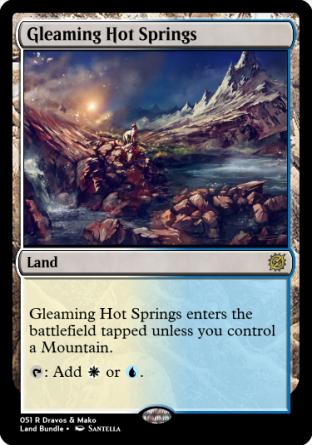 Gleaming Hot Springs
Land
Gleaming Hot Springs enters the
battlefield tapped unless you control
a Mountain.
: Add or .
051 R Dravos & Mako
Land Bundle • SANTELLA